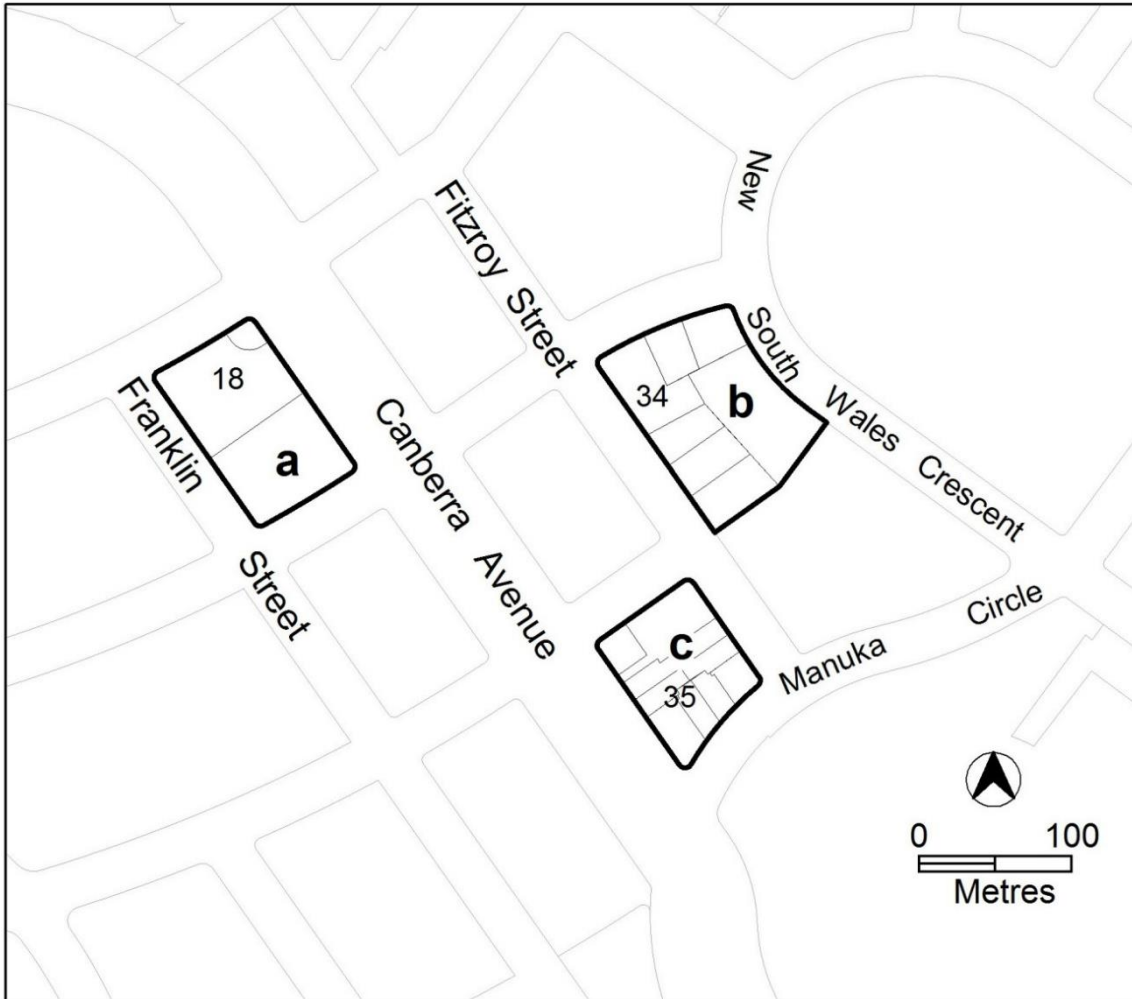 New
Fitzroy Street
South Wales Crescent
18
34
b
Franklin Street
a
Canberra Avenue
Circle
c
Manuka
35
0 100
Metres